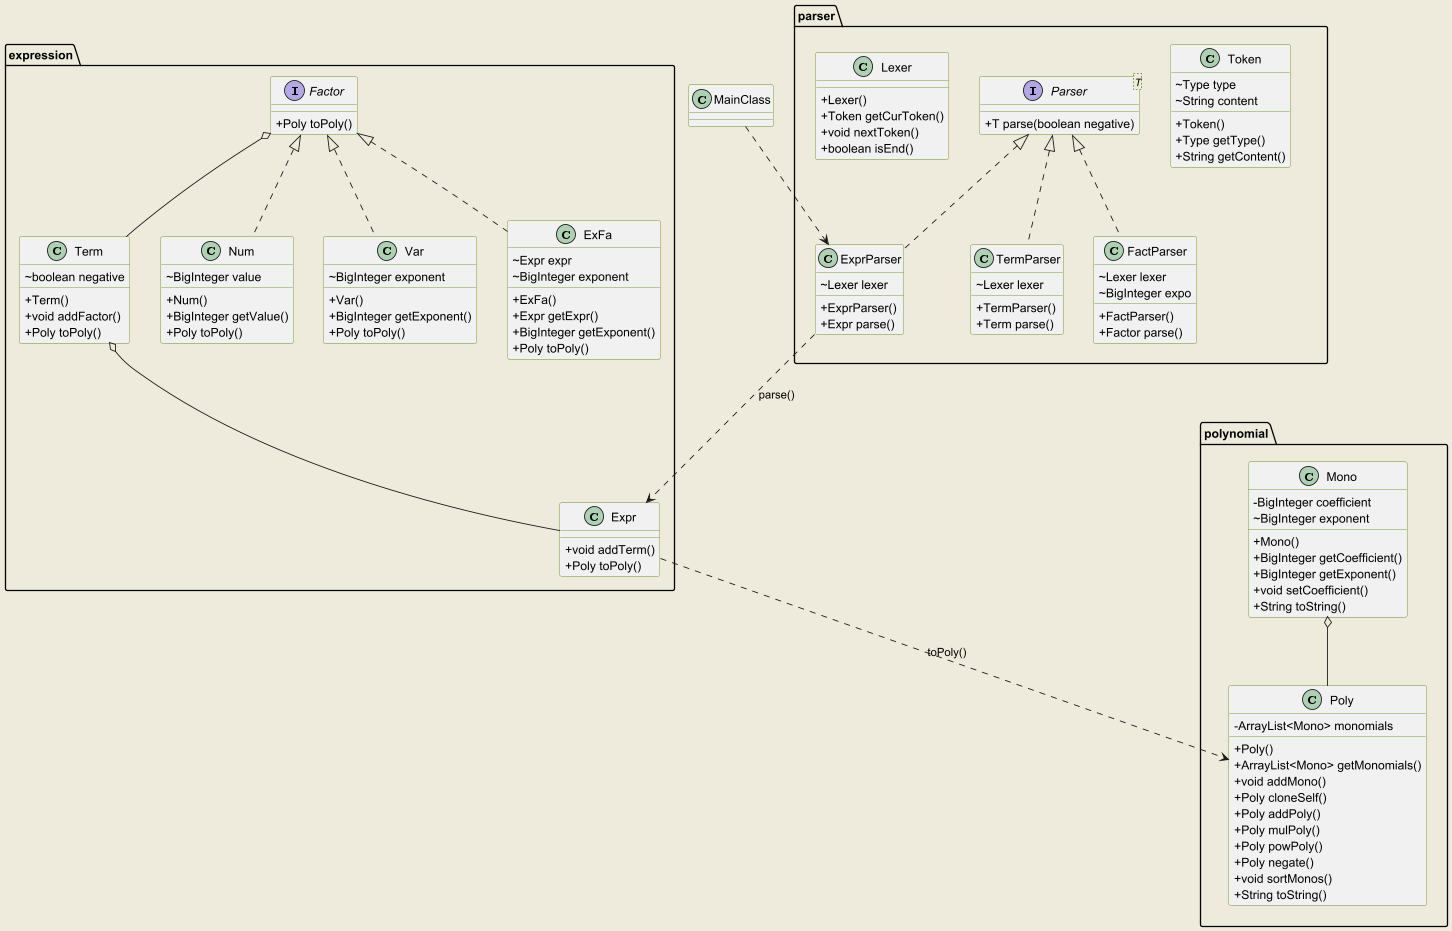 expression
I Factor
+Poly toPoly()
C Term
~boolean negative
+Term()
+void addFactor()
+Poly toPoly()
C Num
~BigInteger value
+Num()
+BigInteger getValue()
+Poly toPoly()
C Var
~BigInteger exponent
+Var()
+BigInteger getExponent()
+Poly toPoly()
C ExFa
~Expr expr
~BigInteger exponent
+ExFa()
+Expr getExpr()
+BigInteger getExponent()
+Poly toPoly()
C Expr
+void addTerm()
+Poly toPoly()
C MainClass
parser
C Lexer
+Lexer()
+Token getCurToken()
+void nextToken()
+boolean isEnd()
I Parser
T
+T parse(boolean negative)
C Token
~Type type
~String content
+Token()
+Type getType()
+String getContent()
C ExprParser
~Lexer lexer
+ExprParser()
+Expr parse()
C TermParser
~Lexer lexer
+TermParser()
+Term parse()
C FactParser
~Lexer lexer
~BigInteger expo
+FactParser()
+Factor parse()
parse()
toPoly()
polynomial
C Mono
-BigInteger coefficient
~BigInteger exponent
+Mono()
+BigInteger getCoefficient()
+BigInteger getExponent()
+void setCoefficient()
+String toString()
C Poly
-ArrayList<Mono> monomials
+Poly()
+ArrayList<Mono> getMonomials()
+void addMono()
+Poly cloneSelf()
+Poly addPoly()
+Poly mulPoly()
+Poly powPoly()
+Poly negate()
+void sortMonos()
+String toString()